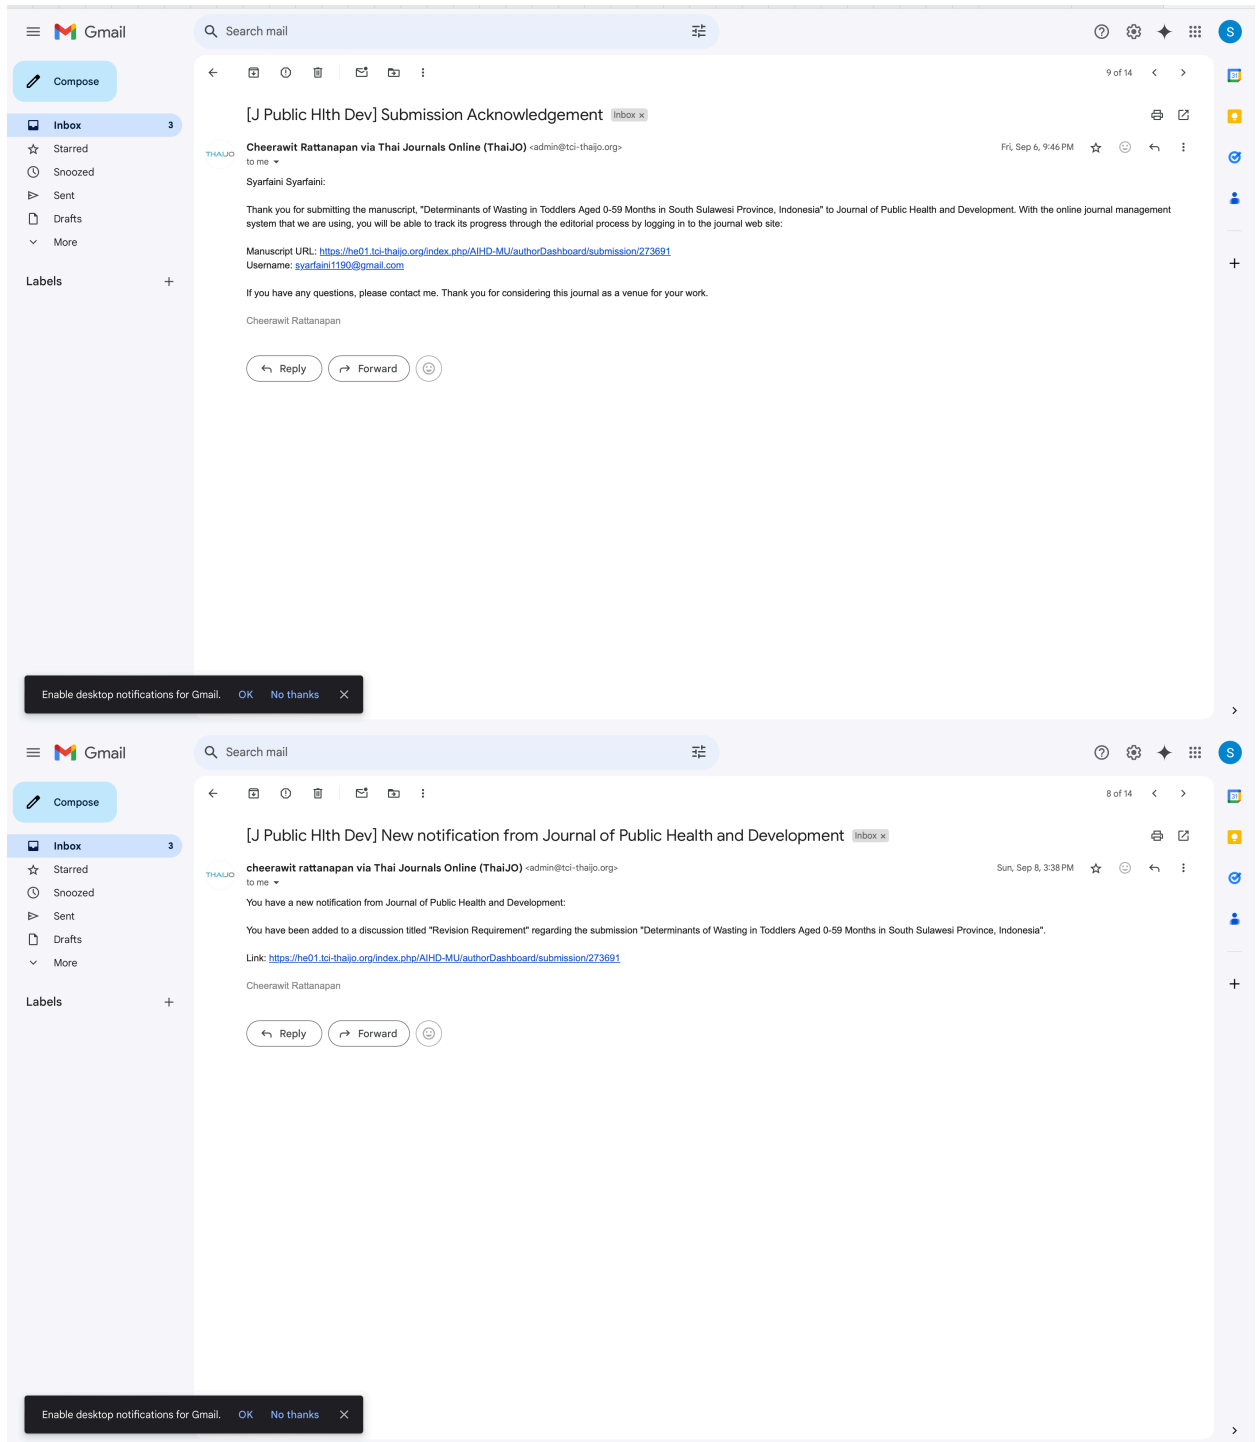 Gmail
Search mail
S
Compose
9 of 14
31
[J Public Hlth Dev] Submission Acknowledgement Inbox ×
Inbox 3
THAIJO
Cheerawit Rattanapan via Thai Journals Online (ThaiJO) <admin@tci-thaijo.org>
Fri, Sep 6, 9:46 PM
to me
Starred
Snoozed
Sent
Drafts
More
Labels
Syarfaini Syarfaini:
Thank you for submitting the manuscript, "Determinants of Wasting in Toddlers Aged 0-59 Months in South Sulawesi Province, Indonesia" to Journal of Public Health and Development. With the online journal management
system that we are using, you will be able to track its progress through the editorial process by logging in to the journal web site:
Manuscript URL: https://he01.tci-thaijo.org/index.php/AIHD-MU/authorDashboard/submission/273691
Username: syarfaini1190@gmail.com
If you have any questions, please contact me. Thank you for considering this journal as a venue for your work.
Cheerawit Rattanapan
Reply
Forward
Enable desktop notifications for Gmail. OK No thanks
Gmail
Search mail
S
Compose
8 of 14
31
[J Public Hlth Dev] New notification from Journal of Public Health and Development Inbox ×
Inbox 3
THAIJO
cheerawit rattanapan via Thai Journals Online (ThaiJO) <admin@tci-thaijo.org>
Sun, Sep 8, 3:38 PM
to me
Starred
Snoozed
Sent
Drafts
More
Labels
You have a new notification from Journal of Public Health and Development:
You have been added to a discussion titled "Revision Requirement" regarding the submission "Determinants of Wasting in Toddlers Aged 0-59 Months in South Sulawesi Province, Indonesia".
Link: https://he01.tci-thaijo.org/index.php/AIHD-MU/authorDashboard/submission/273691
Cheerawit Rattanapan
Reply
Forward
Enable desktop notifications for Gmail. OK No thanks